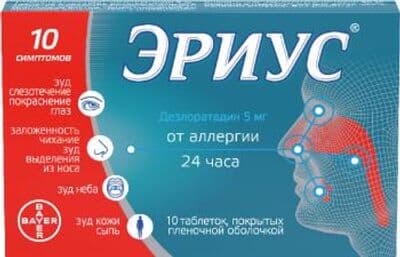 10
СИМПТОМОВ
ЭРИУС®
зуд
слезотечение
покраснение
глаз
заложенность
чихание
зуд
выделения
из носа
зуд неба
зуд кожи
сыпь
Дезлоратадин 5 мг
от аллергии
24 часа
10 таблеток, покрытых
пленочной оболочкой
BAYER
BAYER